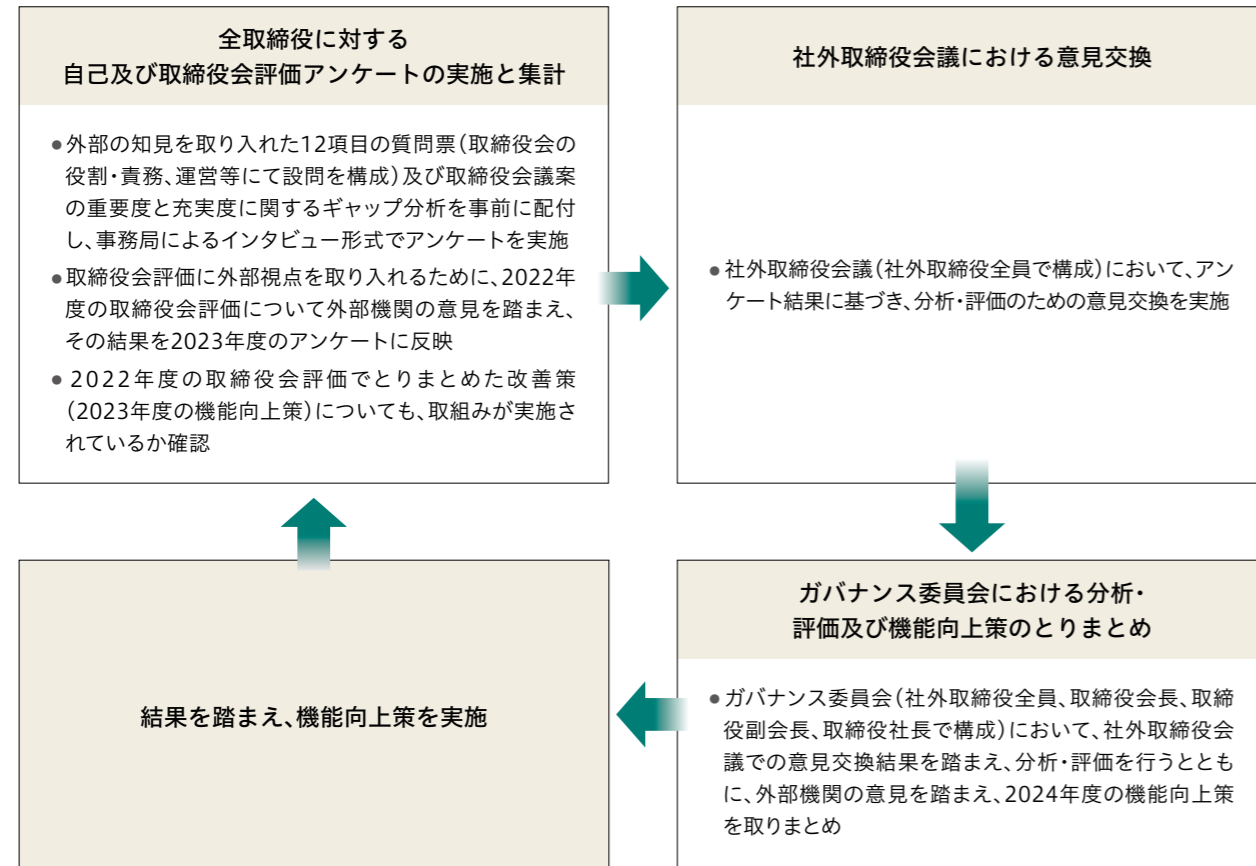 全取締役に対する
自己及び取締役会評価アンケートの実施と集計
●外部の知見を取り入れた12項目の質問票(取締役会の
役割・責務、運営等にて設問を構成)及び取締役会議案
の重要度と充実度に関するギャップ分析を事前に配付
し、事務局によるインタビュー形式でアンケートを実施
●取締役会評価に外部視点を取り入れるために、2022年
度の取締役会評価について外部機関の意見を踏まえ、
その結果を2023年度のアンケートに反映
●2022年度の取締役会評価でとりまとめた改善策
(2023年度の機能向上策)についても、取組みが実施さ
れているか確認
社外取締役会議における意見交換
●社外取締役会議(社外取締役全員で構成)において、アン
ケート結果に基づき、分析・評価のための意見交換を実施
ガバナンス委員会における分析・
評価及び機能向上策のとりまとめ
●ガバナンス委員会(社外取締役全員、取締役会長、取締
役副会長、取締役社長で構成)において、社外取締役会
議での意見交換結果を踏まえ、分析・評価を行うととも
に、外部機関の意見を踏まえ、2024年度の機能向上策
を取りまとめ
結果を踏まえ、機能向上策を実施